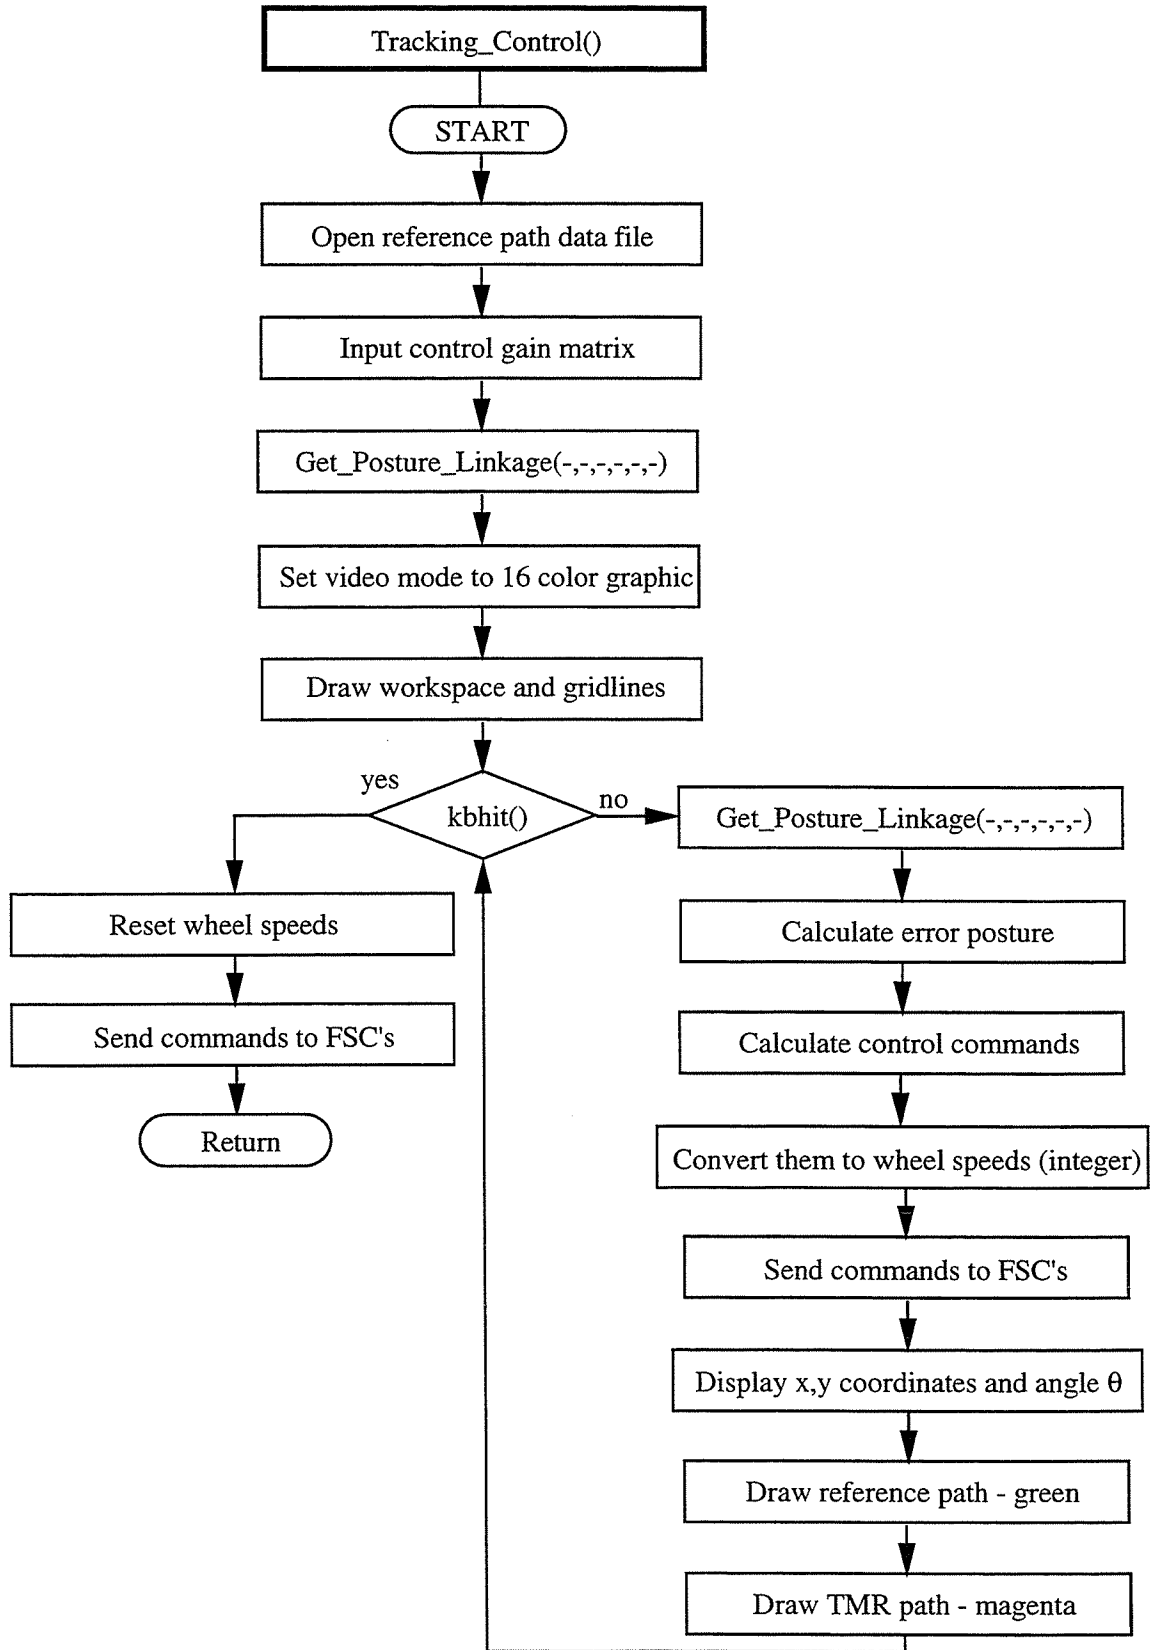 Tracking_Control()
START
Open reference path data file
Input control gain matrix
Get_Posture_Linkage(-,-,-,-,-,-)
Set video mode to 16 color graphic
Draw workspace and gridlines
yes
kbhit()
no
Get_Posture_Linkage(-,-,-,-,-,-)
Reset wheel speeds
Calculate error posture
Send commands to FSC's
Calculate control commands
Return
Convert them to wheel speeds (integer)
Send commands to FSC's
Display x,y coordinates and angle θ
Draw reference path - green
Draw TMR path - magenta